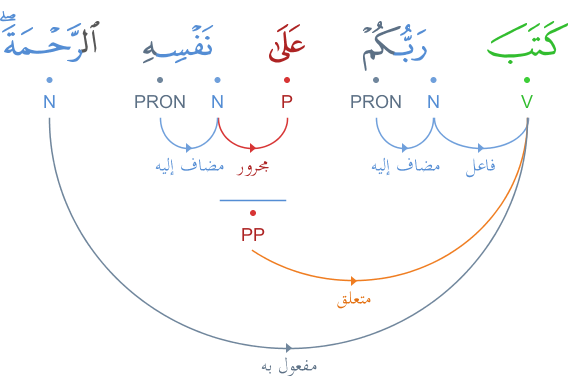 كَتَبَ رَبُّكُمْ عَلَىٰ نَفْسِهِ ٱلرَّحْمَةَ ۖ
V N PRON P N PRON N
فاعل مضاف إليه مجرور مضاف إليه
PP
متعلق
مفعول به